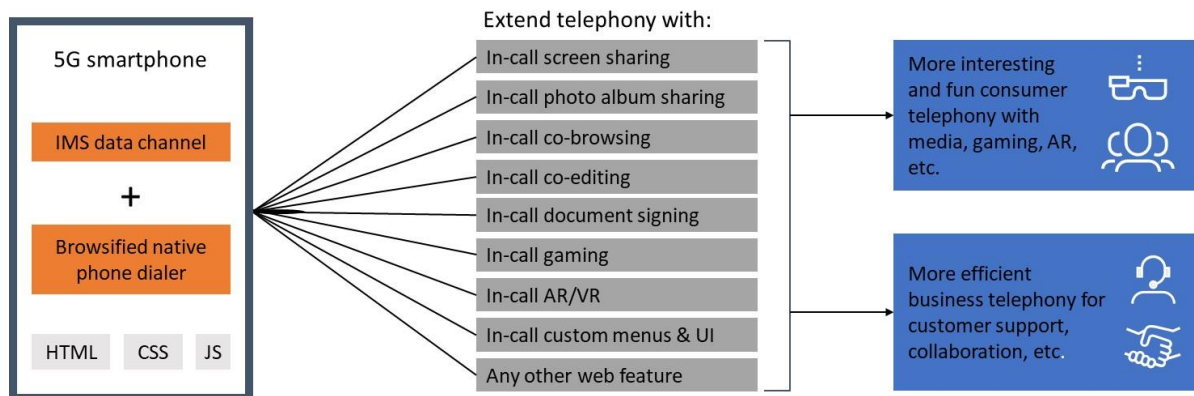 5G smartphone
IMS data channel
+
Browsified native
phone dialer
HTML
CSS
JS
Extend telephony with:
In-call screen sharing
In-call photo album sharing
In-call co-browsing
In-call co-editing
In-call document signing
In-call gaming
In-call AR/VR
In-call custom menus & UI
Any other web feature
More interesting
and fun consumer
telephony with
media, gaming, AR,
etc.
More efficient
business telephony for
customer support,
collaboration, etc.